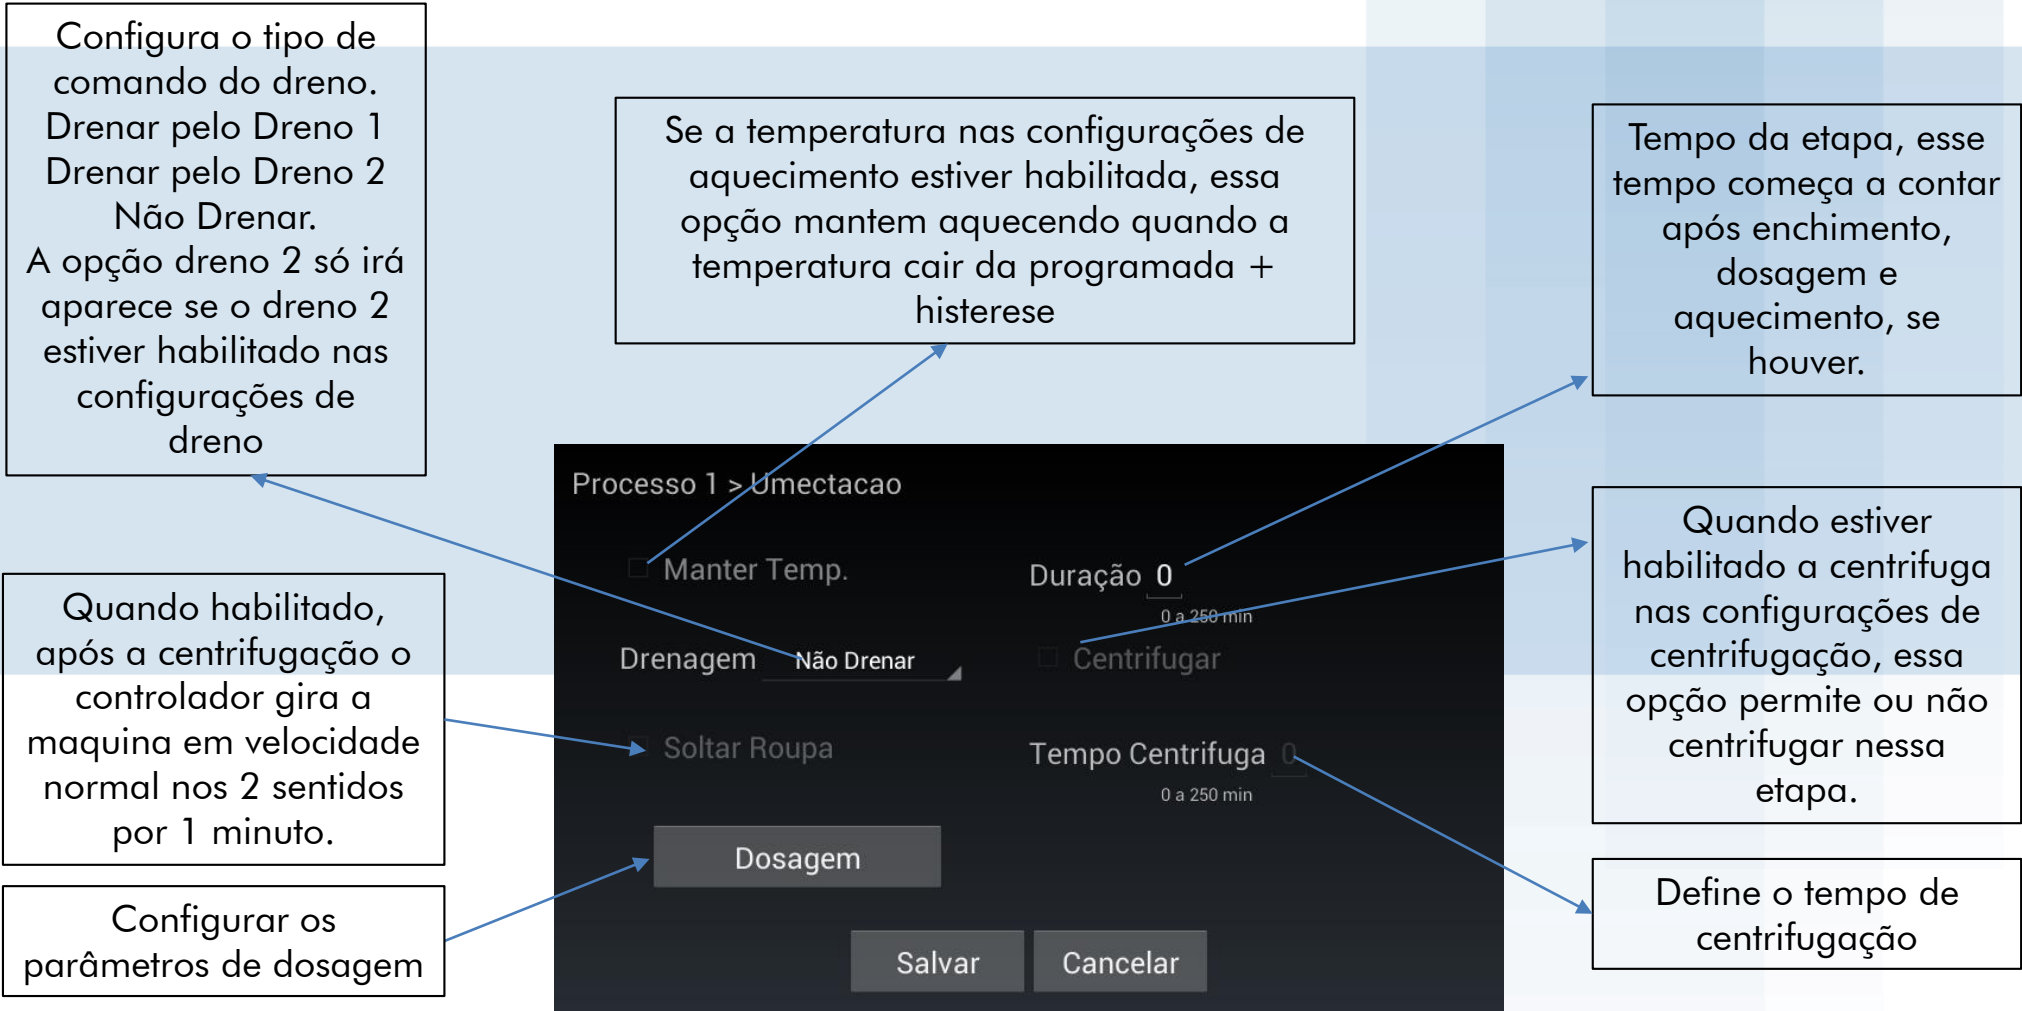 Configura o tipo de
comando do dreno.
Drenar pelo Dreno 1
Drenar pelo Dreno 2
Não Drenar.
A opção dreno 2 só irá
aparece se o dreno 2
estiver habilitado nas
configurações de
dreno
Se a temperatura nas configurações de
aquecimento estiver habilitada, essa
opção mantem aquecendo quando a
temperatura cair da programada +
histerese
Tempo da etapa, esse
tempo começa a contar
após enchimento,
dosagem e
aquecimento, se
houver.
Quando habilitado,
após a centrifugação o
controlador gira a
maquina em velocidade
normal nos 2 sentidos
por 1 minuto.
Configurar os
parâmetros de dosagem
Processo 1 > Umectacao
Manter Temp.
Duração 0
0 a 250 min
Drenagem Não Drenar
Centrifugar
Soltar Roupa
Tempo Centrifuga 0
0 a 250 min
Dosagem
Salvar
Cancelar
Quando estiver
habilitado a centrifuga
nas configurações de
centrifugação, essa
opção permite ou não
centrifugar nessa
etapa.
Define o tempo de
centrifugação